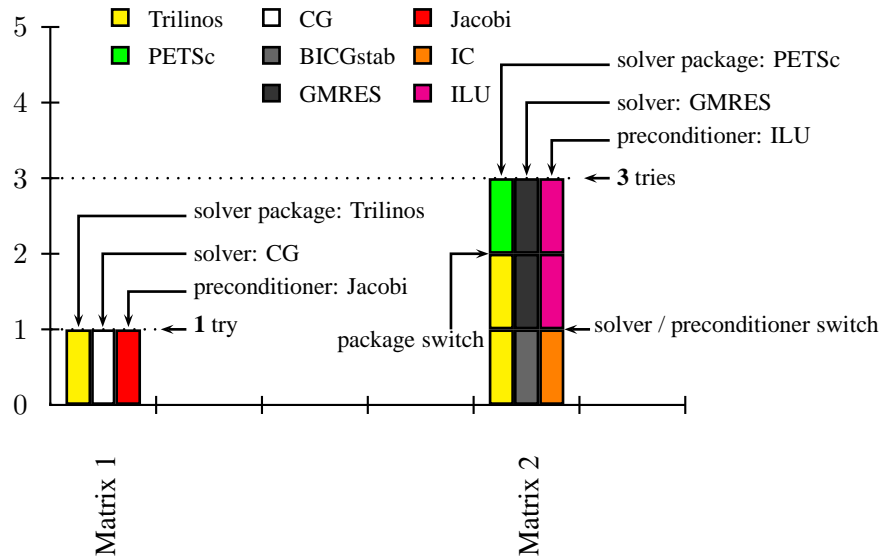 5
Trilinos
CG
Jacobi
PETSc
BICGstab
IC
GMRES
ILU
solver package: PETSc
4
solver: GMRES
preconditioner: ILU
3
3 tries
solver package: Trilinos
2
solver: CG
preconditioner: Jacobi
1
1 try
package switch
solver / preconditioner switch
0
Matrix 1
Matrix 2